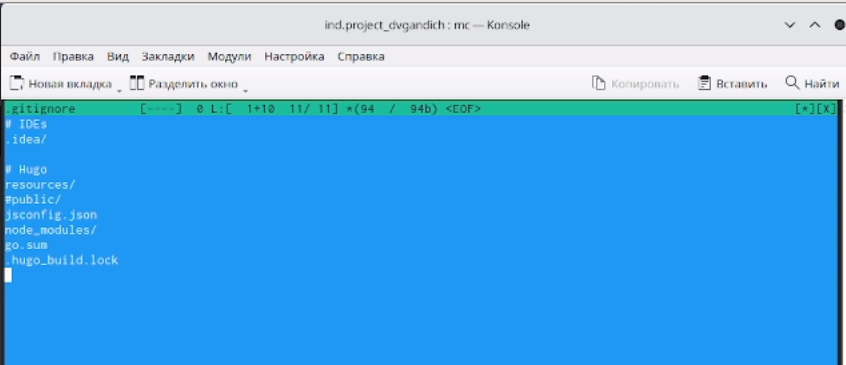 ind.project_dvgandich : mc — Konsole
Файл Правка Вид Закладки Модули Настройка Справка
Новая вкладка Разделить окно Копировать Вставить Найти
.gitignore [----] 0 L:[ 1+10 11/ 11] *(94 / 94b) <EOF> [*][X]
# IDEs
.idea/
# Hugo
resources/
#public/
jsconfig.json
node_modules/
go.sum
.hugo_build.lock